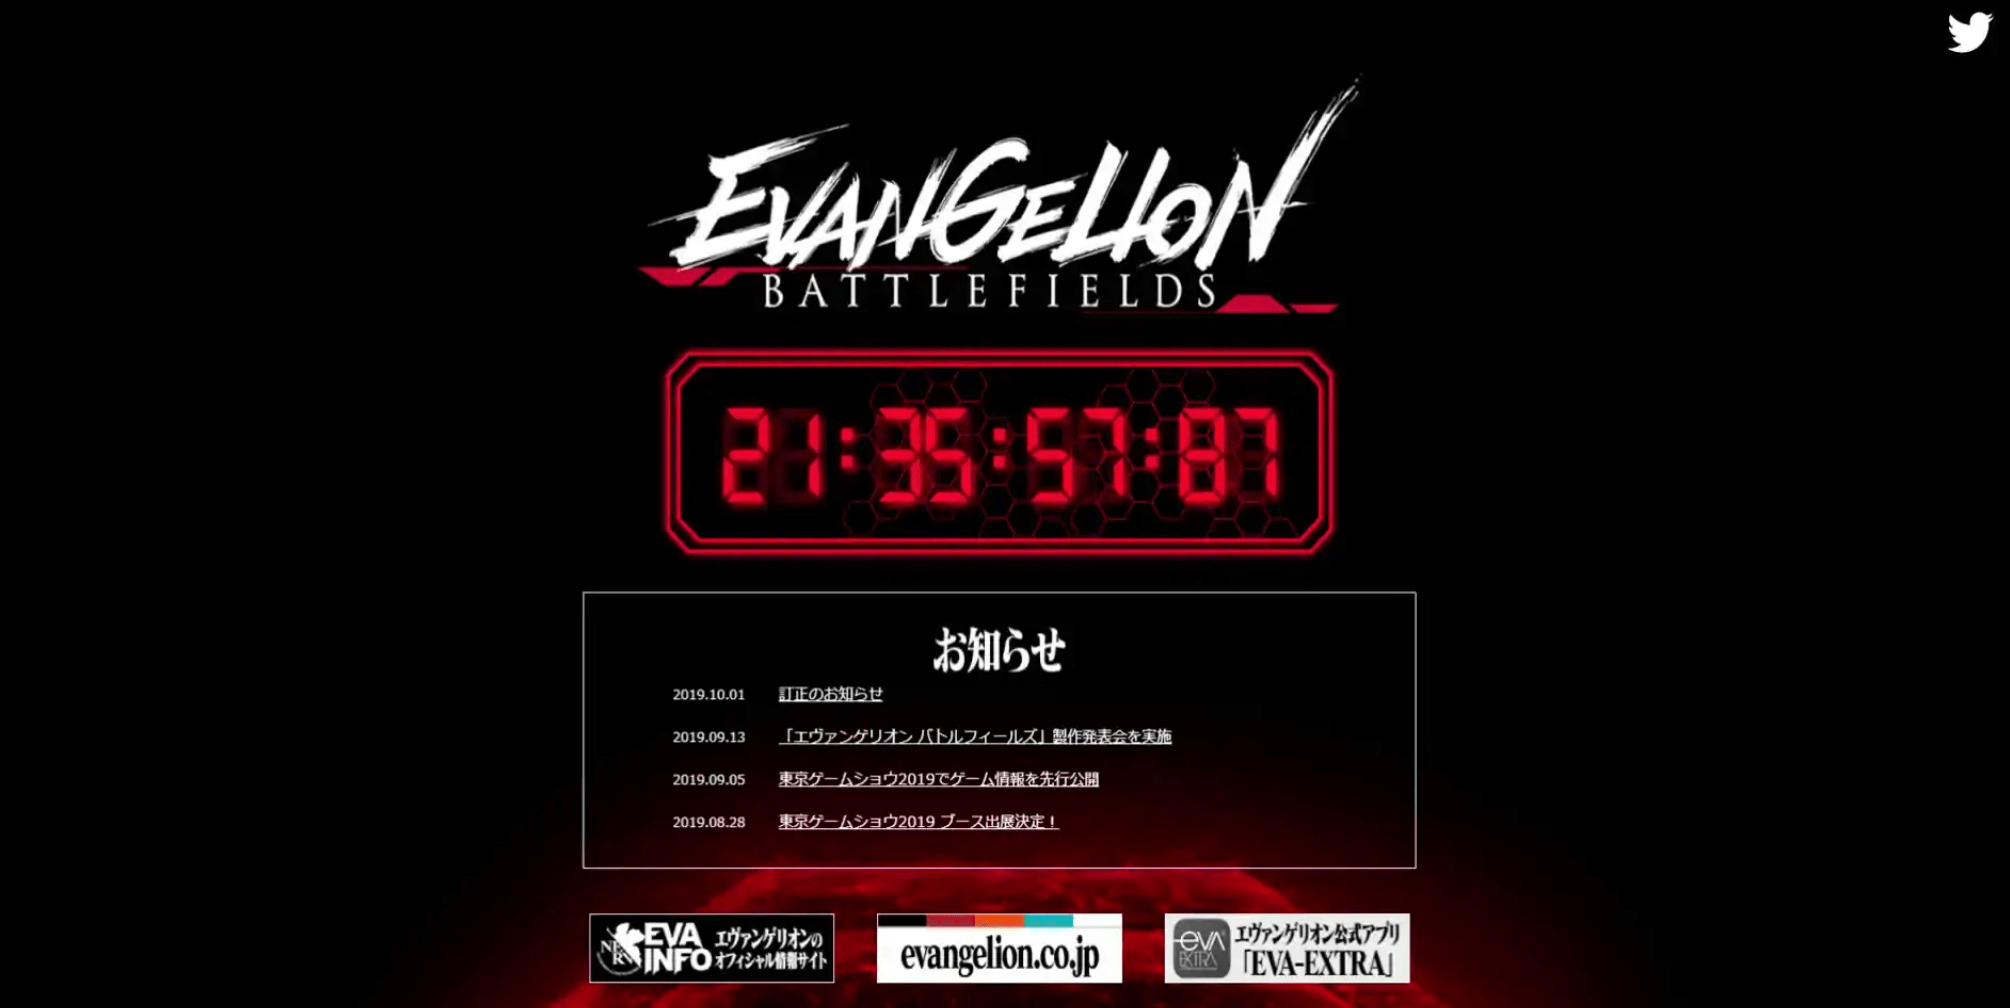 EVANGELION
BATTLEFIELDS
21:35:57:87
お知らせ
2019.10.01 訂正のお知らせ
2019.09.13 「エヴァンゲリオン バトルフィールズ」製作発表会を実施
2019.09.05 東京ゲームショウ2019でゲーム情報を先行公開
2019.08.28 東京ゲームショウ2019 ブース出展決定！
NERV
EVA
INFO
エヴァンゲリオンの
オフィシャル情報サイト
evangelion.co.jp
EVA
EXTRA
エヴァンゲリオン公式アプリ
「EVA-EXTRA」